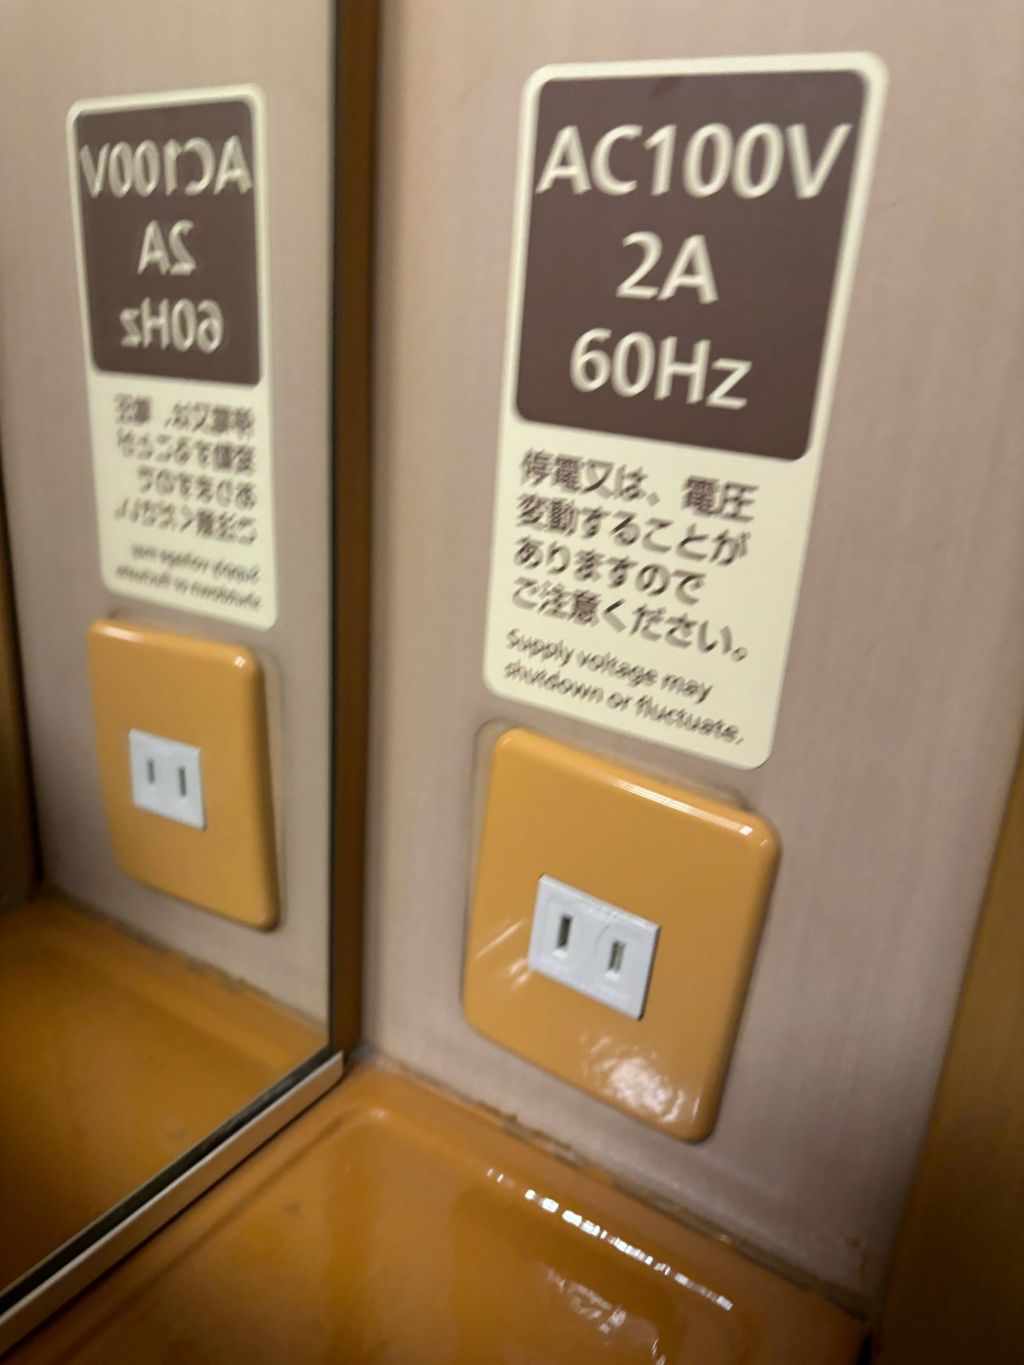 AC100V
2A
60Hz
停電又は、電圧
変動することが
ありますので
ご注意ください。
Supply voltage may
shutdown or fluctuate.